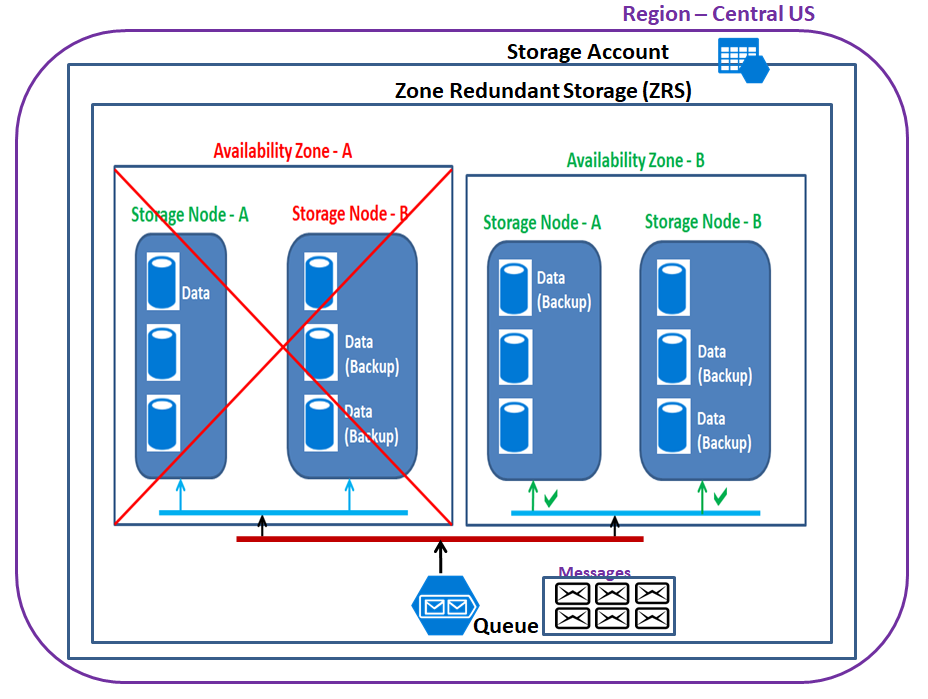 Region – Central US
Storage Account
Zone Redundant Storage (ZRS)
Availability Zone - A
Availability Zone - B
Storage Node - A
Storage Node - B
Storage Node - A
Storage Node - B
Data
Data
(Backup)
Data
(Backup)
Data
(Backup)
Data
(Backup)
Data
(Backup)
Messages
Queue